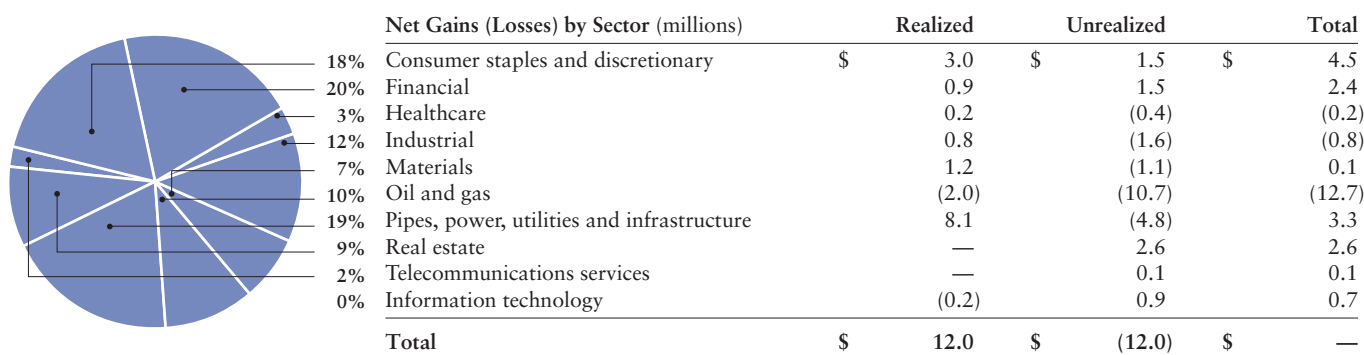 Net Gains (Losses) by Sector (millions) Realized Unrealized Total
18% Consumer staples and discretionary $ 3.0 $ 1.5 $ 4.5
20% Financial 0.9 1.5 2.4
3% Healthcare 0.2 (0.4) (0.2)
12% Industrial 0.8 (1.6) (0.8)
7% Materials 1.2 (1.1) 0.1
10% Oil and gas (2.0) (10.7) (12.7)
19% Pipes, power, utilities and infrastructure 8.1 (4.8) 3.3
9% Real estate — 2.6 2.6
2% Telecommunications services — 0.1 0.1
0% Information technology (0.2) 0.9 0.7
Total $ 12.0 $ (12.0) $ —